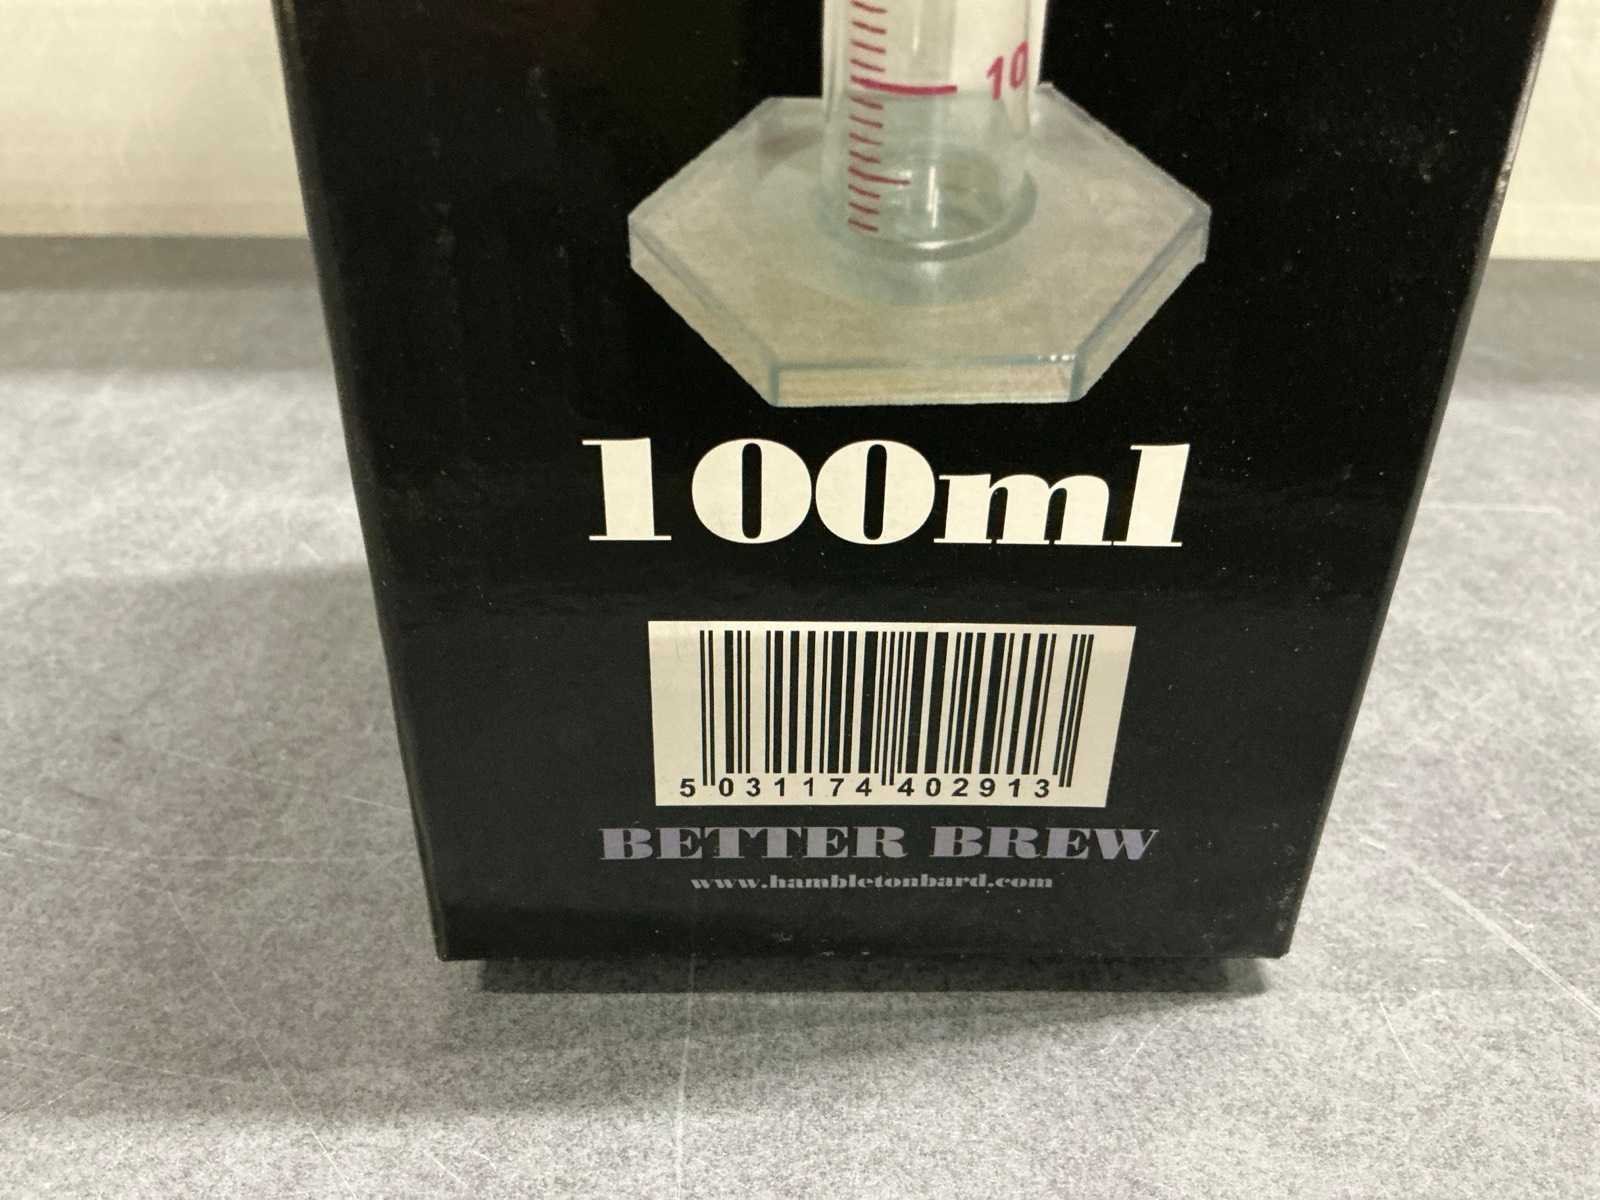 10
100ml
5 031174 402913
BETTER BREW
www.hambletonbard.com